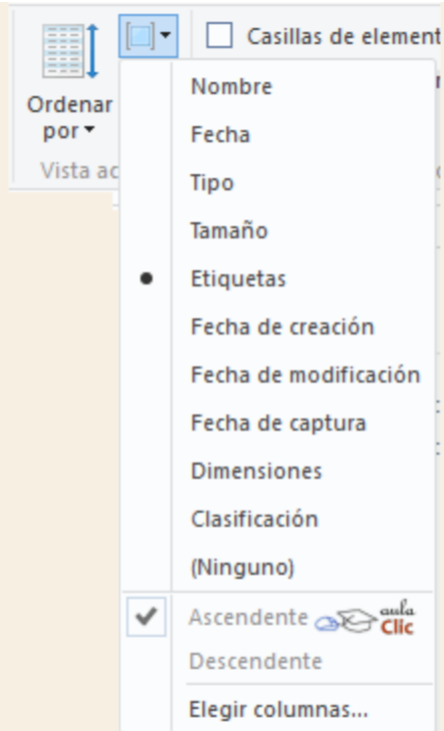 Casillas de element
Ordenar
por
Vista ac
Nombre
Fecha
Tipo
Tamaño
Etiquetas
Fecha de creación
Fecha de modificación
Fecha de captura
Dimensiones
Clasificación
(Ninguno)
Ascendente
aula
Clic
Descendente
Elegir columnas...